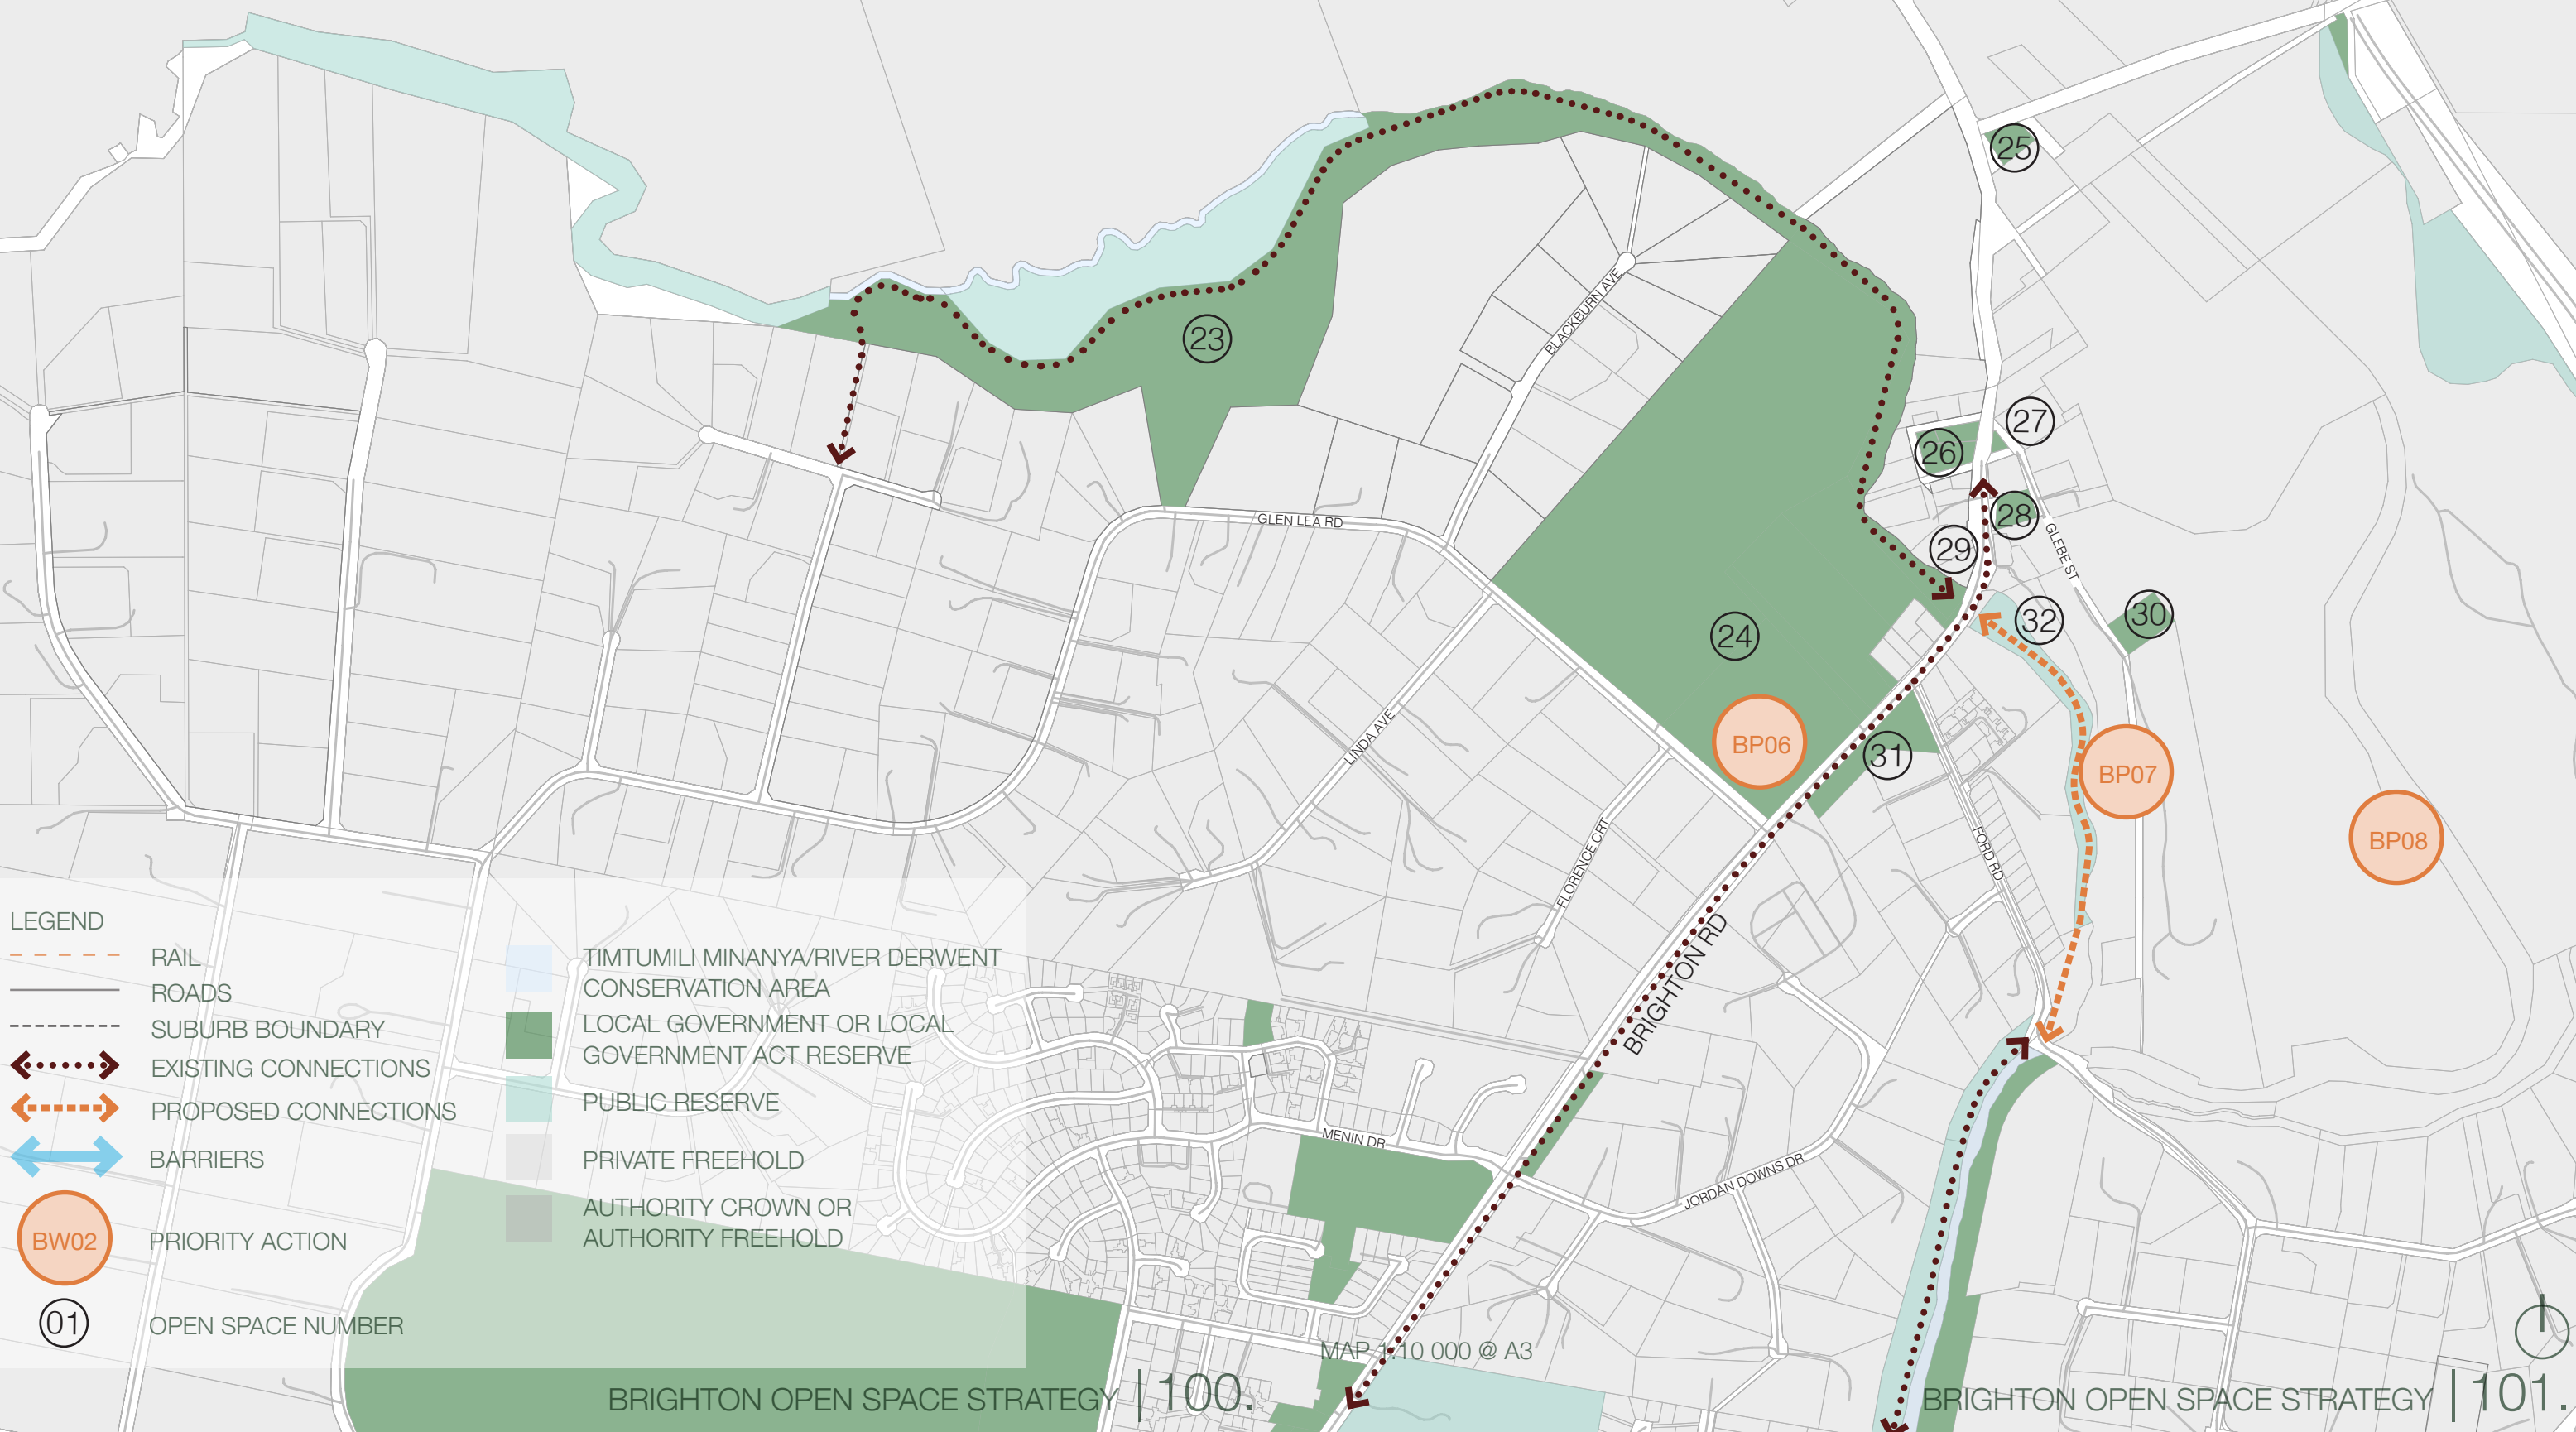 25
27
26
23
28
29
GLEN LEA RD
BLACKBURN AVE
GLEBE ST
30
32
24
LINDA AVE
BP06
31
BP07
BP08
FLORENCE CRT
FORD RD
BRIGHTON RD
MENIN DR
JORDAN DOWNS DR
LEGEND
RAIL
ROADS
SUBURB BOUNDARY
EXISTING CONNECTIONS
PROPOSED CONNECTIONS
BARRIERS
BW02
PRIORITY ACTION
01
OPEN SPACE NUMBER
TIMTUMILI MINANYA/RIVER DERWENT
CONSERVATION AREA
LOCAL GOVERNMENT OR LOCAL
GOVERNMENT ACT RESERVE
PUBLIC RESERVE
PRIVATE FREEHOLD
AUTHORITY CROWN OR
AUTHORITY FREEHOLD
MAP 1:10 000 @ A3
BRIGHTON OPEN SPACE STRATEGY |100.
BRIGHTON OPEN SPACE STRATEGY |101.